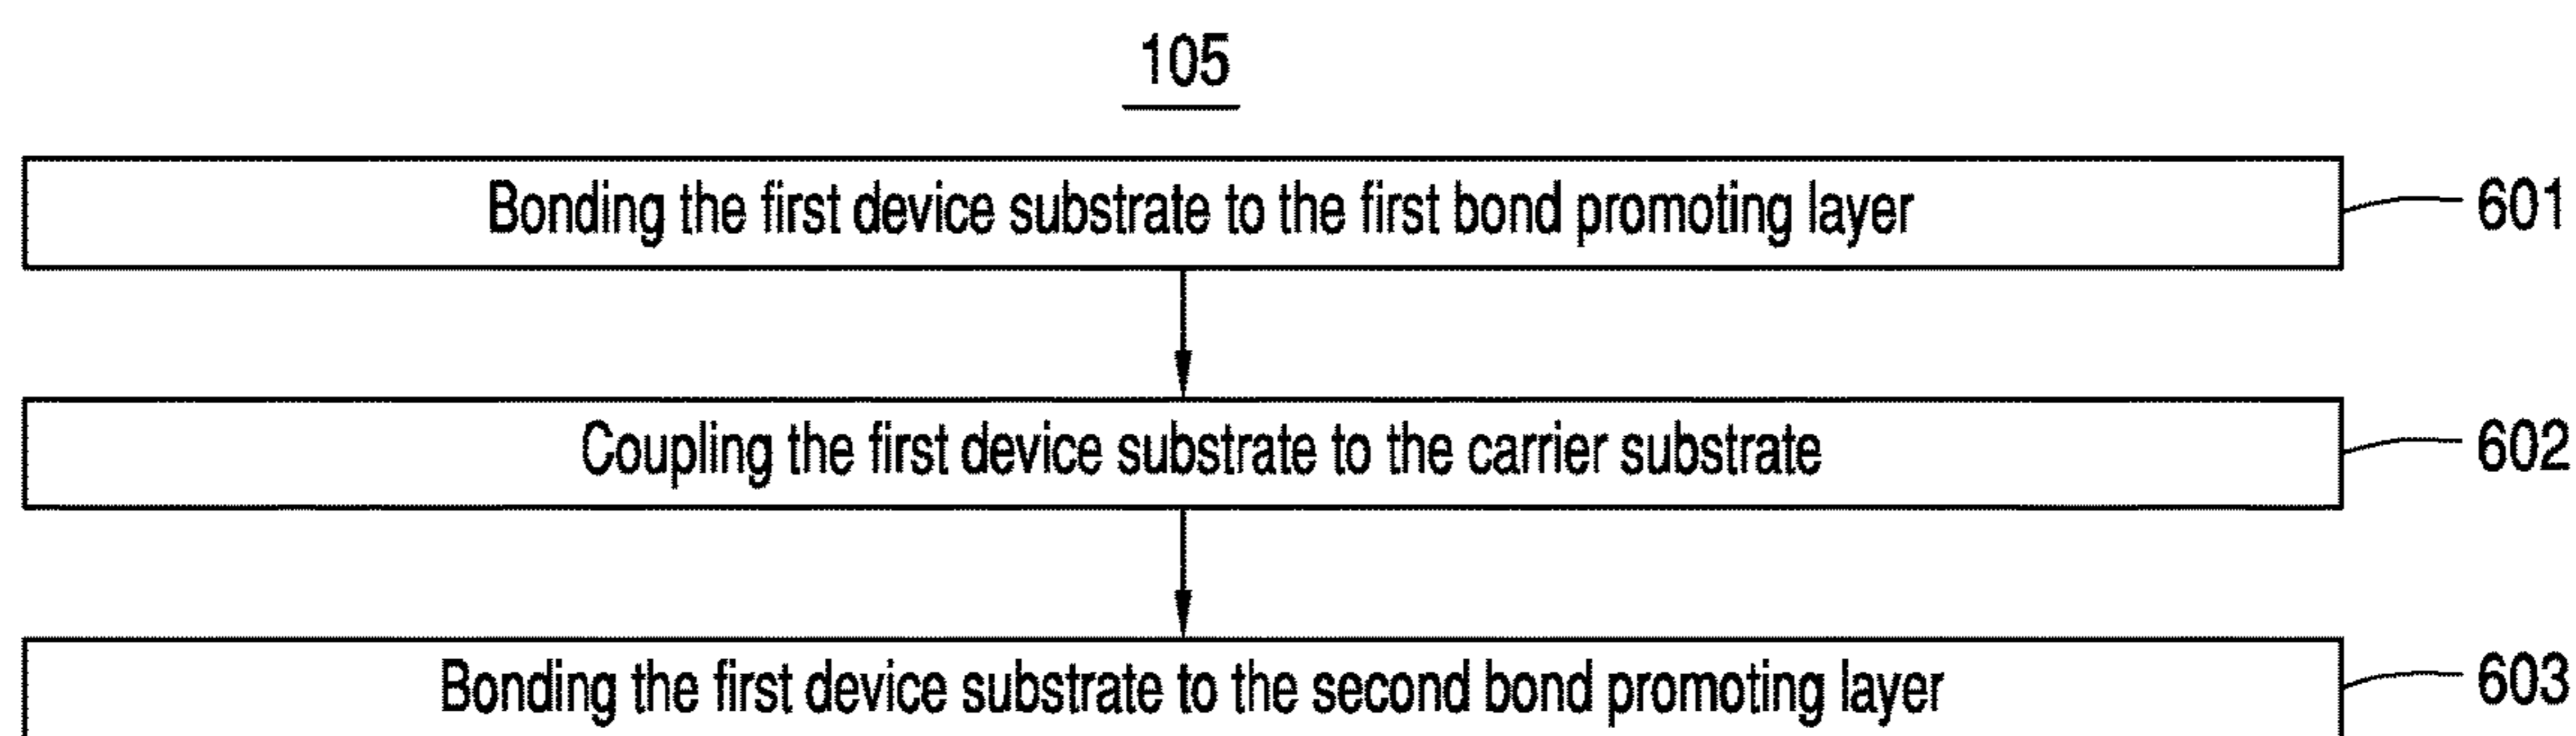 105
Bonding the first device substrate to the first bond promoting layer
601
Coupling the first device substrate to the carrier substrate
602
Bonding the first device substrate to the second bond promoting layer
603